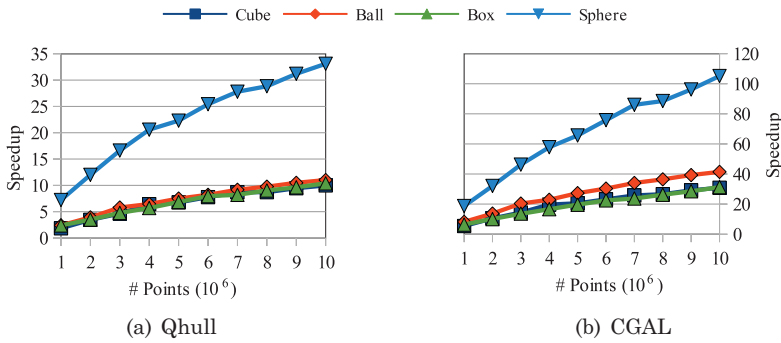 Cube Ball Box Sphere
35
30
25
20
15
10
5
0
Speedup
1 2 3 4 5 6 7 8 9 10
# Points (10⁶)
(a) Qhull
120
100
80
60
40
20
0
Speedup
1 2 3 4 5 6 7 8 9 10
# Points (10⁶)
(b) CGAL